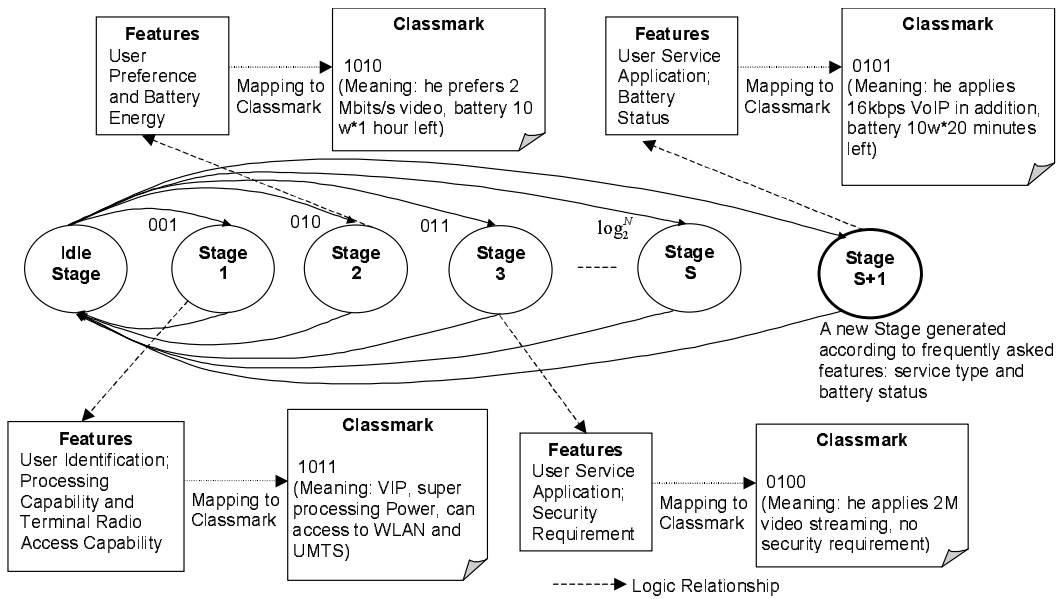 Features
User
Preference
and Battery
Energy
Mapping to
Classmark
Classmark
1010
(Meaning: he prefers 2
Mbits/s video, battery 10
w*1 hour left)
Features
User Service
Application;
Battery
Status
Mapping to
Classmark
Classmark
0101
(Meaning: he applies
16kbps VoIP in addition,
battery 10w*20 minutes
left)
Idle
Stage
001
Stage
1
010
Stage
2
011
Stage
3
-----
log₂ᴺ
Stage
S
Stage
S+1
A new Stage generated
according to frequently asked
features: service type and
battery status
Features
User Identification;
Processing
Capability and
Terminal Radio
Access Capability
Mapping to
Classmark
Classmark
1011
(Meaning: VIP, super
processing Power, can
access to WLAN and
UMTS)
Features
User Service
Application;
Security
Requirement
Mapping to
Classmark
Classmark
0100
(Meaning: he applies 2M
video streaming, no
security requirement)
Logic Relationship